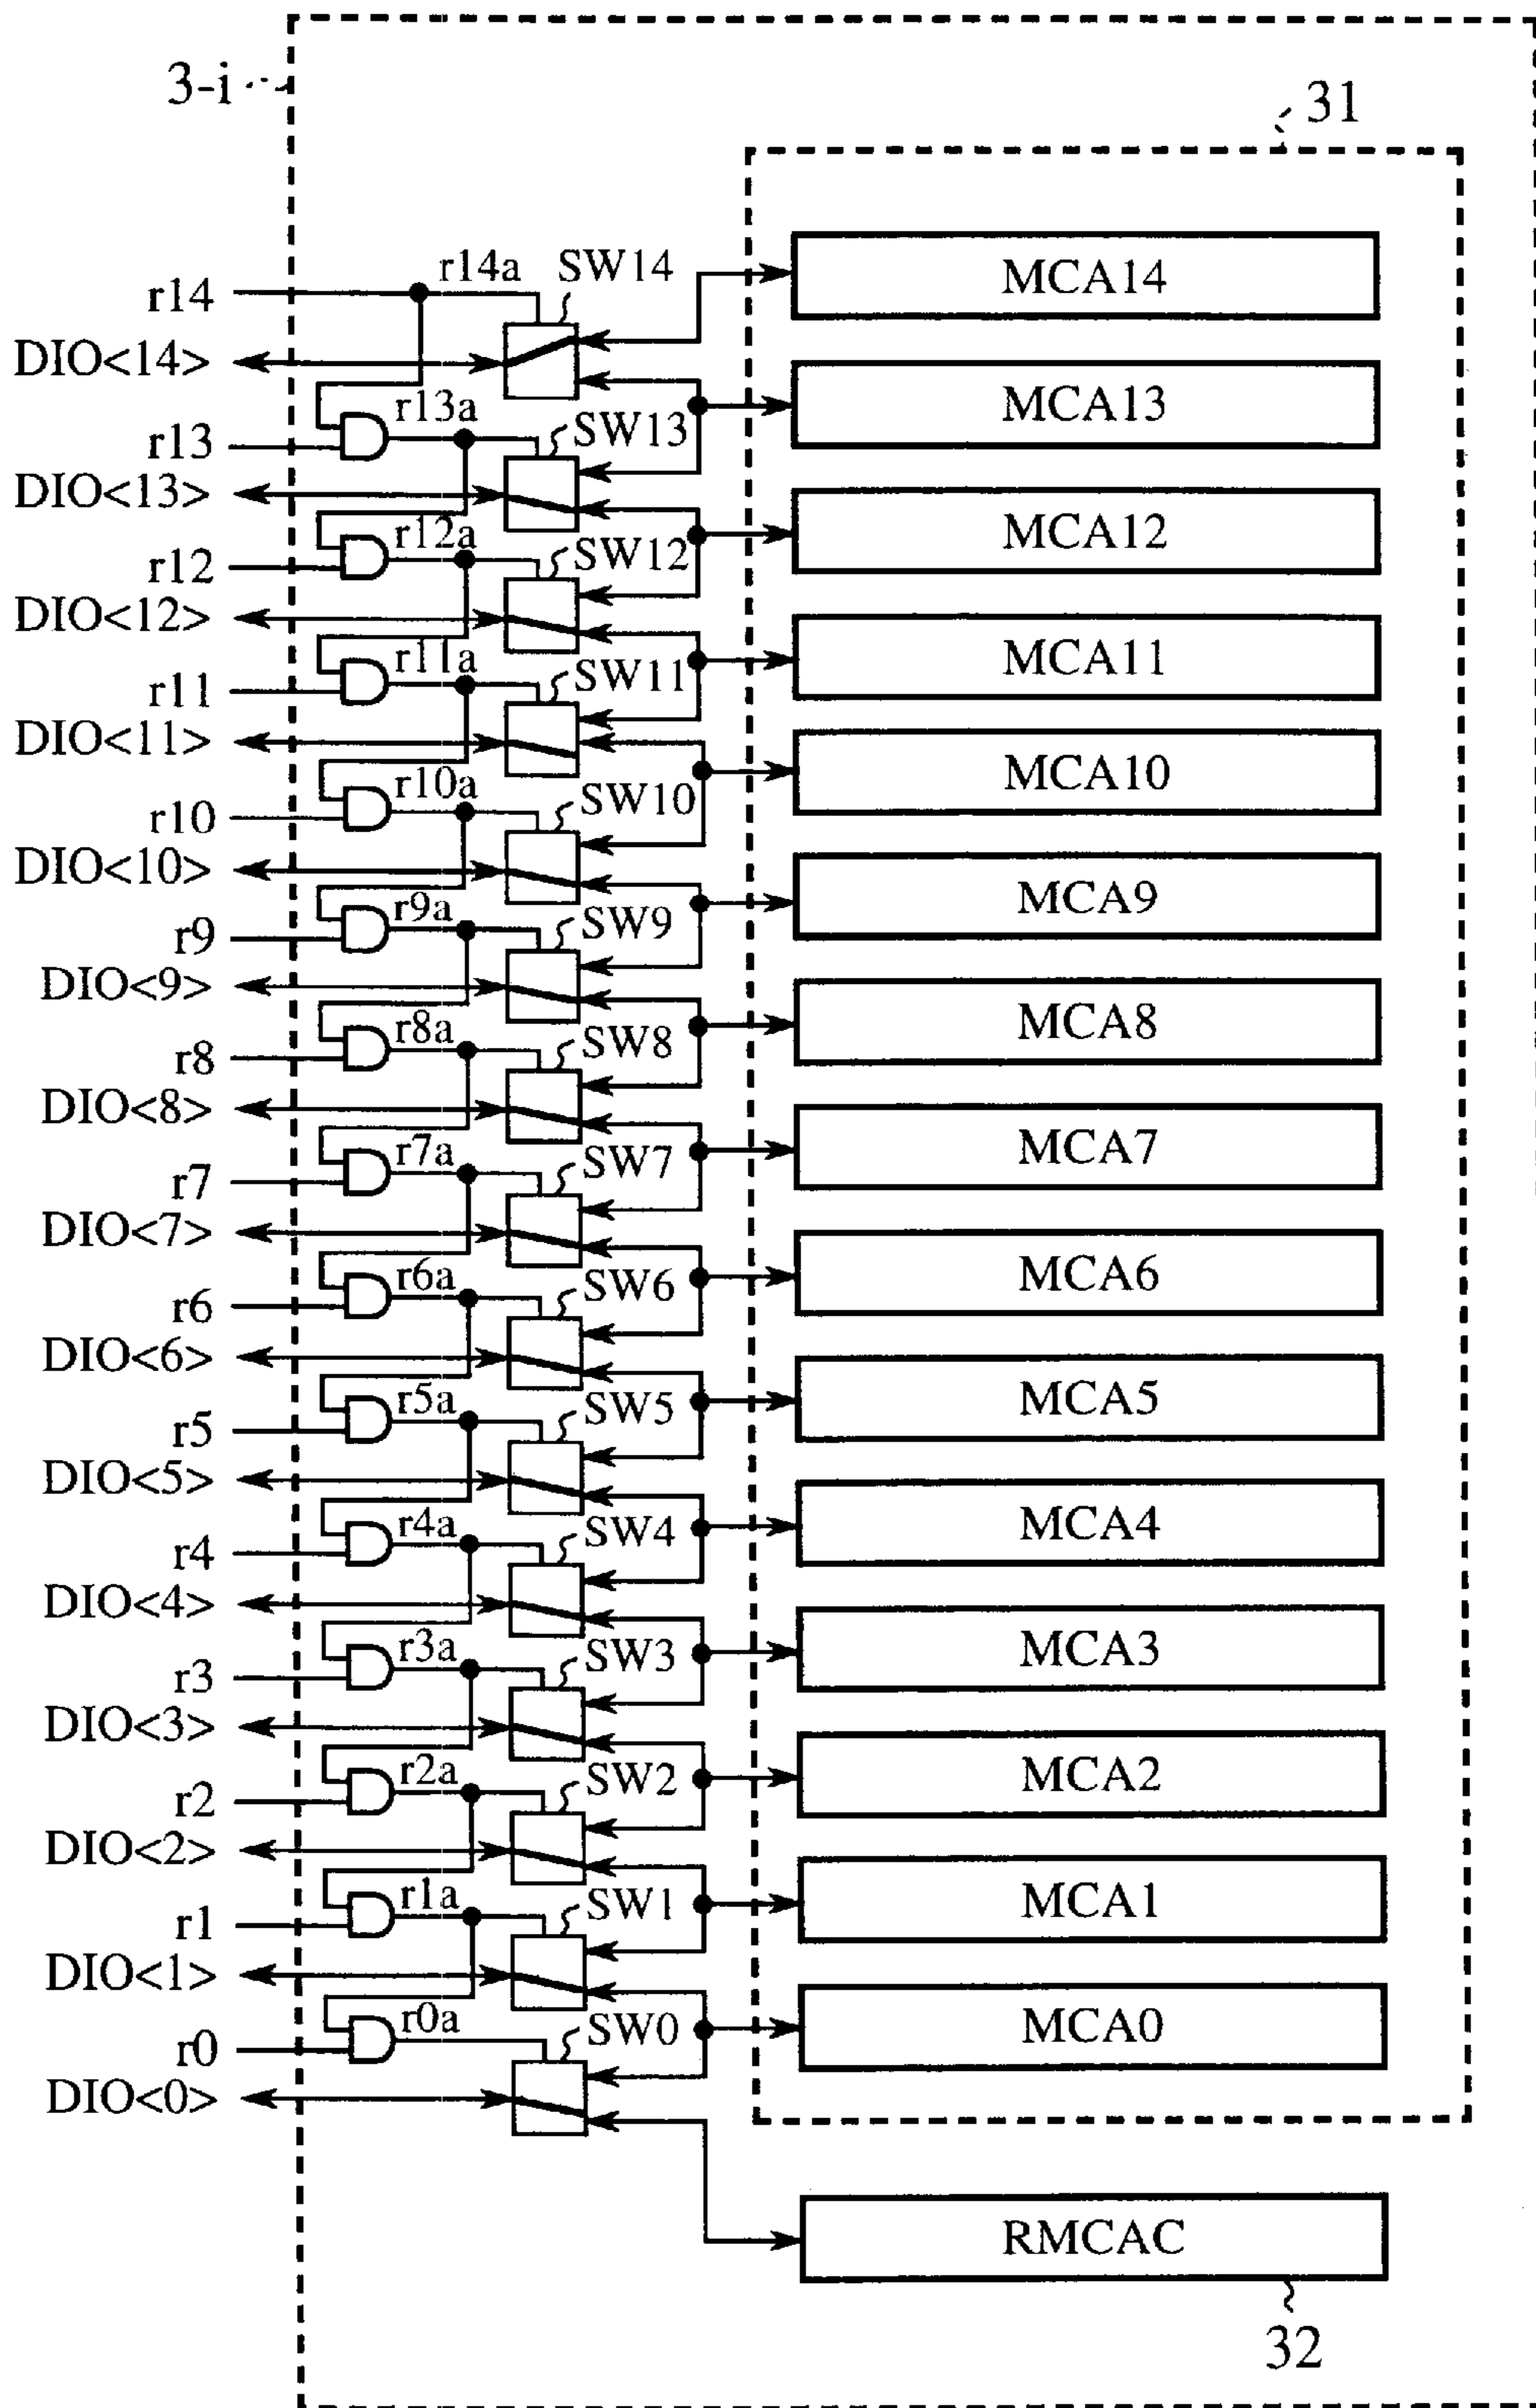 3-i
31
r14
r14a
SW14
MCA14
DIO<14>
r13a
SW13
MCA13
r13
DIO<13>
r12a
SW12
MCA12
r12
DIO<12>
r11a
SW11
MCA11
r11
DIO<11>
r10a
SW10
MCA10
r10
DIO<10>
r9a
SW9
MCA9
r9
DIO<9>
r8a
SW8
MCA8
r8
DIO<8>
r7a
SW7
MCA7
r7
DIO<7>
r6a
SW6
MCA6
r6
DIO<6>
r5a
SW5
MCA5
r5
DIO<5>
r4a
SW4
MCA4
r4
DIO<4>
r3a
SW3
MCA3
r3
DIO<3>
r2a
SW2
MCA2
r2
DIO<2>
r1a
SW1
MCA1
r1
DIO<1>
r0a
SW0
MCA0
r0
DIO<0>
RMCAC
32